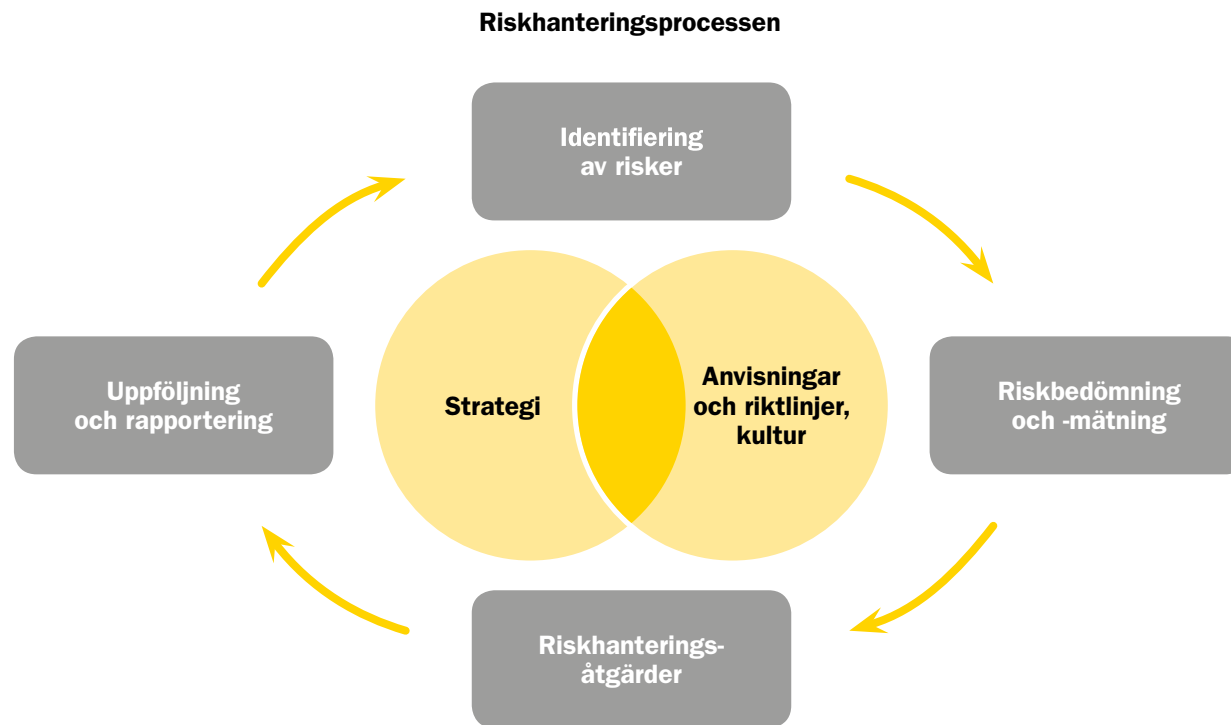 Riskhanteringsprocessen
Identifiering
av risker
Uppföljning
och rapportering
Strategi
Anvisningar
och riktlinjer,
kultur
Riskbedömning
och -mätning
Riskhanterings-
åtgärder